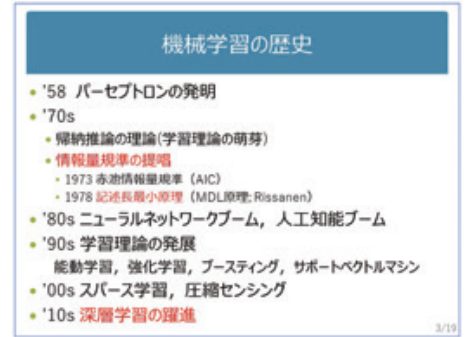 機械学習の歴史
• '58 パーセプトロンの発明
• '70s
• 帰納推論の理論(学習理論の萌芽)
• 情報量規準の提唱
• 1973 赤池情報量規準 (AIC)
• 1978 記述長最小原理 (MDL原理; Rissanen)
• '80s ニューラルネットワークブーム, 人工知能ブーム
• '90s 学習理論の発展
能動学習, 強化学習, ブースティング, サポートベクトルマシン
• '00s スパース学習, 圧縮センシング
• '10s 深層学習の躍進
3/19